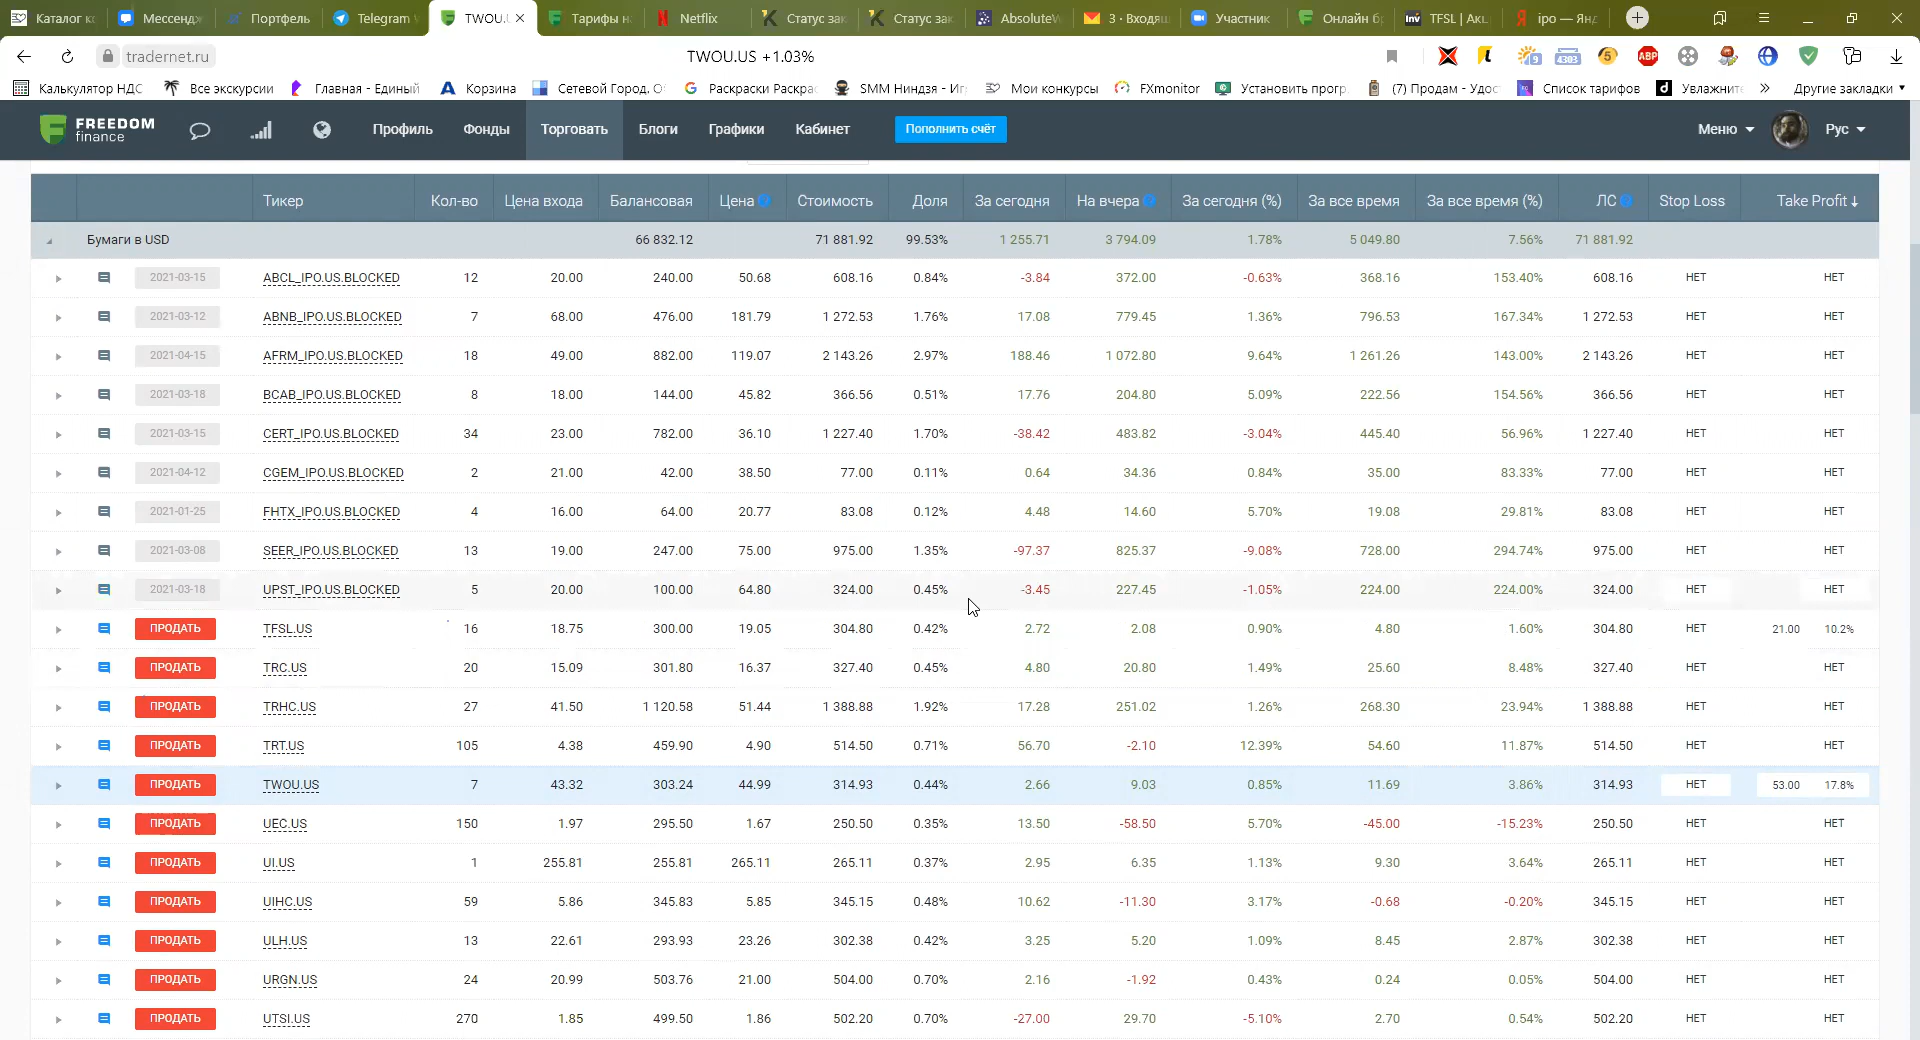 Каталог кс
Мессендж
Портфель
Telegram
TWOU.U
Тарифы н
Netflix
Статус зак
Статус зак
AbsoluteW
3 · Входящ
Участник
Онлайн бр
TFSL | Акц
ipo — Янд
tradernet.ru
TWOU.US +1.03%
Калькулятор НДС
Все экскурсии
Главная - Единый
Корзина
Сетевой Город. О
Раскраски Раскра
SMM Ниндзя - Иг
Мои конкурсы
FXmonitor
Установить прогр
(7) Продам - Удос
Список тарифов
Увлажните
Другие закладки
FREEDOM
finance
Профиль
Фонды
Торговать
Блоги
Графики
Кабинет
Пополнить счёт
Меню
Рус
Тикер Кол-во Цена входа Балансовая Цена Стоимость Доля За сегодня На вчера За сегодня (%) За все время За все время (%) ЛС Stop Loss Take Profit
Бумаги в USD 66 832.12 71 881.92 99.53% 1 255.71 3 794.09 1.78% 5 049.80 7.56% 71 881.92
2021-03-15 ABCL_IPO.US.BLOCKED 12 20.00 240.00 50.68 608.16 0.84% -3.84 372.00 -0.63% 368.16 153.40% 608.16 НЕТ НЕТ
2021-03-12 ABNB_IPO.US.BLOCKED 7 68.00 476.00 181.79 1 272.53 1.76% 17.08 779.45 1.36% 796.53 167.34% 1 272.53 НЕТ НЕТ
2021-04-15 AFRM_IPO.US.BLOCKED 18 49.00 882.00 119.07 2 143.26 2.97% 188.46 1 072.80 9.64% 1 261.26 143.00% 2 143.26 НЕТ НЕТ
2021-03-18 BCAB_IPO.US.BLOCKED 8 18.00 144.00 45.82 366.56 0.51% 17.76 204.80 5.09% 222.56 154.56% 366.56 НЕТ НЕТ
2021-03-15 CERT_IPO.US.BLOCKED 34 23.00 782.00 36.10 1 227.40 1.70% -38.42 483.82 -3.04% 445.40 56.96% 1 227.40 НЕТ НЕТ
2021-04-12 CGEM_IPO.US.BLOCKED 2 21.00 42.00 38.50 77.00 0.11% 0.64 34.36 0.84% 35.00 83.33% 77.00 НЕТ НЕТ
2021-01-25 FHTX_IPO.US.BLOCKED 4 16.00 64.00 20.77 83.08 0.12% 4.48 14.60 5.70% 19.08 29.81% 83.08 НЕТ НЕТ
2021-03-08 SEER_IPO.US.BLOCKED 13 19.00 247.00 75.00 975.00 1.35% -97.37 825.37 -9.08% 728.00 294.74% 975.00 НЕТ НЕТ
2021-03-18 UPST_IPO.US.BLOCKED 5 20.00 100.00 64.80 324.00 0.45% -3.45 227.45 -1.05% 224.00 224.00% 324.00 НЕТ НЕТ
ПРОДАТЬ TFSL.US 16 18.75 300.00 19.05 304.80 0.42% 2.72 2.08 0.90% 4.80 1.60% 304.80 НЕТ 21.00 10.2%
ПРОДАТЬ TRC.US 20 15.09 301.80 16.37 327.40 0.45% 4.80 20.80 1.49% 25.60 8.48% 327.40 НЕТ НЕТ
ПРОДАТЬ TRHC.US 27 41.50 1 120.58 51.44 1 388.88 1.92% 17.28 251.02 1.26% 268.30 23.94% 1 388.88 НЕТ НЕТ
ПРОДАТЬ TRT.US 105 4.38 459.90 4.90 514.50 0.71% 56.70 -2.10 12.39% 54.60 11.87% 514.50 НЕТ НЕТ
ПРОДАТЬ TWOU.US 7 43.32 303.24 44.99 314.93 0.44% 2.66 9.03 0.85% 11.69 3.86% 314.93 НЕТ 53.00 17.8%
ПРОДАТЬ UEC.US 150 1.97 295.50 1.67 250.50 0.35% 13.50 -58.50 5.70% -45.00 -15.23% 250.50 НЕТ НЕТ
ПРОДАТЬ UI.US 1 255.81 255.81 265.11 265.11 0.37% 2.95 6.35 1.13% 9.30 3.64% 265.11 НЕТ НЕТ
ПРОДАТЬ UIHC.US 59 5.86 345.83 5.85 345.15 0.48% 10.62 -11.30 3.17% -0.68 -0.20% 345.15 НЕТ НЕТ
ПРОДАТЬ ULH.US 13 22.61 293.93 23.26 302.38 0.42% 3.25 5.20 1.09% 8.45 2.87% 302.38 НЕТ НЕТ
ПРОДАТЬ URGN.US 24 20.99 503.76 21.00 504.00 0.70% 2.16 -1.92 0.43% 0.24 0.05% 504.00 НЕТ НЕТ
ПРОДАТЬ UTSI.US 270 1.85 499.50 1.86 502.20 0.70% -27.00 29.70 -5.10% 2.70 0.54% 502.20 НЕТ НЕТ